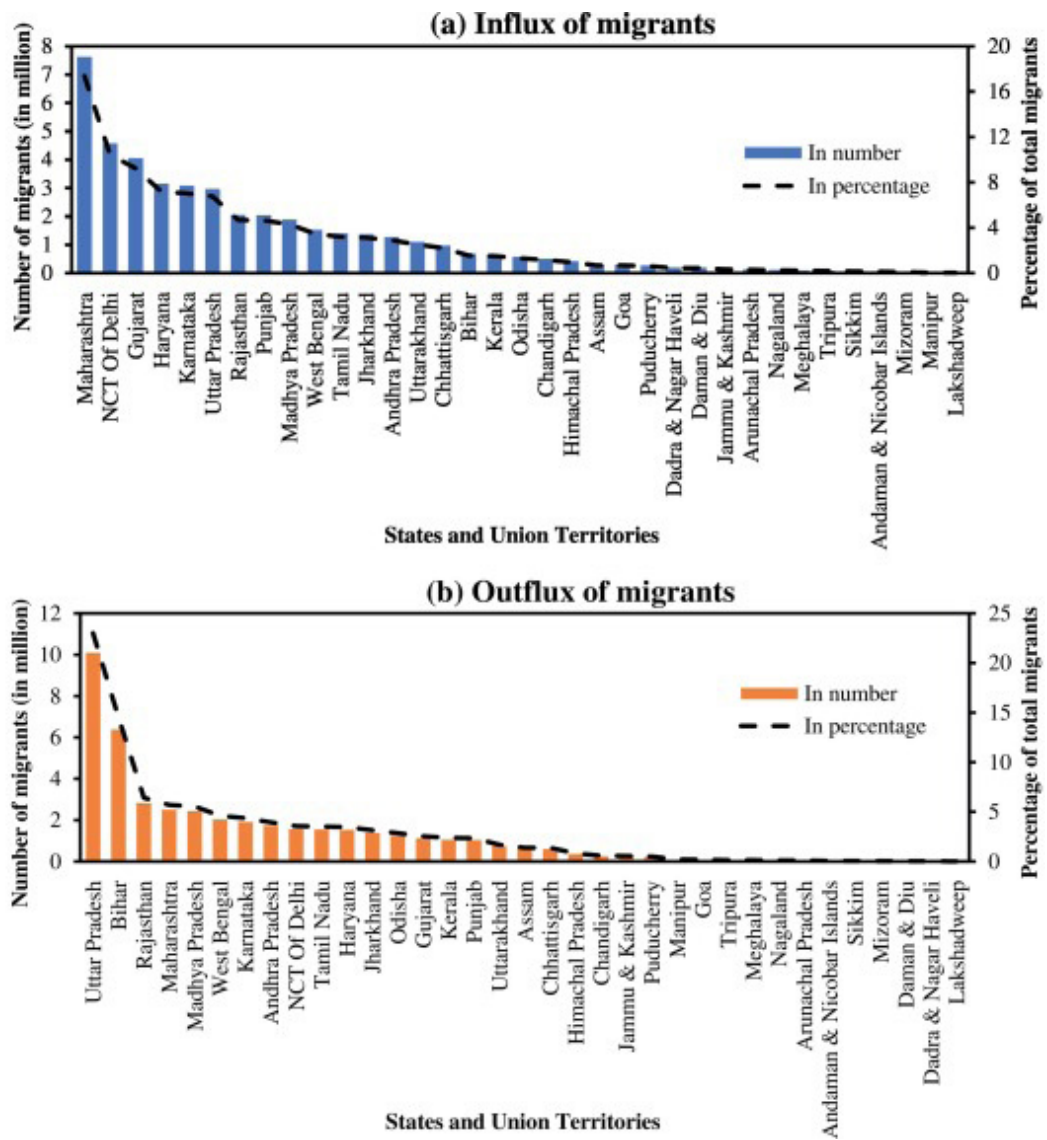 (a) Influx of migrants
Number of migrants (in million)
8
7
6
5
4
3
2
1
0
20
16
12
8
4
0
Percentage of total migrants
In number
In percentage
Maharashtra
NCT Of Delhi
Gujarat
Haryana
Karnataka
Uttar Pradesh
Rajasthan
Punjab
Madhya Pradesh
West Bengal
Tamil Nadu
Jharkhand
Andhra Pradesh
Uttarakhand
Chhattisgarh
Bihar
Kerala
Odisha
Chandigarh
Himachal Pradesh
Assam
Goa
Puducherry
Dadra & Nagar Haveli
Daman & Diu
Jammu & Kashmir
Arunachal Pradesh
Nagaland
Meghalaya
Tripura
Sikkim
Andaman & Nicobar Islands
Mizoram
Manipur
Lakshadweep
States and Union Territories
(b) Outflux of migrants
Number of migrants (in million)
12
10
8
6
4
2
0
25
20
15
10
5
0
Percentage of total migrants
In number
In percentage
Uttar Pradesh
Bihar
Rajasthan
Maharashtra
Madhya Pradesh
West Bengal
Karnataka
Andhra Pradesh
NCT Of Delhi
Tamil Nadu
Haryana
Jharkhand
Odisha
Gujarat
Kerala
Punjab
Uttarakhand
Assam
Chhattisgarh
Himachal Pradesh
Chandigarh
Jammu & Kashmir
Puducherry
Manipur
Goa
Tripura
Meghalaya
Nagaland
Arunachal Pradesh
Andaman & Nicobar Islands
Sikkim
Mizoram
Daman & Diu
Dadra & Nagar Haveli
Lakshadweep
States and Union Territories